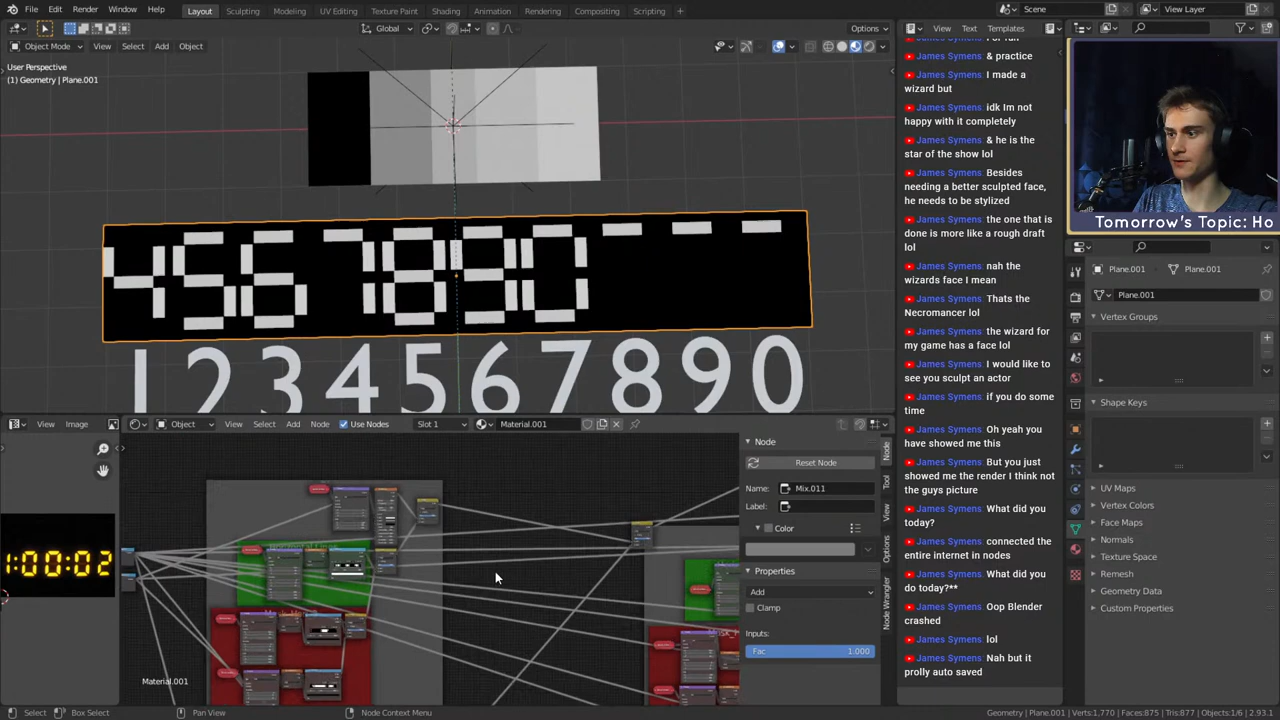 File Edit Render Window Help
Layout Sculpting Modeling UV Editing Texture Paint Shading Animation Rendering Compositing Scripting +
Scene
View Layer
Object Mode View Select Add Object
Global
Options
User Perspective
(1) Geometry | Plane.001
4567890
1234567890
View Image
Object View Select Add Node Use Nodes Slot 1 Material.001
1:00:02
Material.001
Node
Reset Node
Name: Mix.011
Label:
Color
Properties
Add
Clamp
Inputs:
Fac 1.000
Node
Tool
View
Options
Node Wrangler
View Text Templates
& practice
James Symens: I made a
wizard but
James Symens: idk Im not
happy with it completely
James Symens: & he is the
star of the show lol
James Symens: Besides
needing a better sculpted face,
he needs to be stylized
James Symens: the one that is
done is more like a rough draft
lol
James Symens: nah the
wizards face I mean
James Symens: Thats the
Necromancer lol
James Symens: the wizard for
my game has a face lol
James Symens: I would like to
see you sculpt an actor
James Symens: if you do some
time
James Symens: Oh yeah you
have showed me this
James Symens: But you just
showed me the render I think not
the guys picture
James Symens: What did you
do today?
James Symens: connected the
entire internet in nodes
James Symens: What did you
do today?**
James Symens: Oop Blender
crashed
James Symens: lol
James Symens: Nah but it
prolly auto saved
Tomorrow's Topic: Ho
Plane.001 Plane.001
Plane.001
Vertex Groups
Shape Keys
UV Maps
Vertex Colors
Face Maps
Normals
Texture Space
Remesh
Geometry Data
Custom Properties
Select Box Select Pan View Node Context Menu
Geometry | Plane.001 | Verts:1,770 | Faces:875 | Tris:877 | Objects:1/6 | 2.93.1